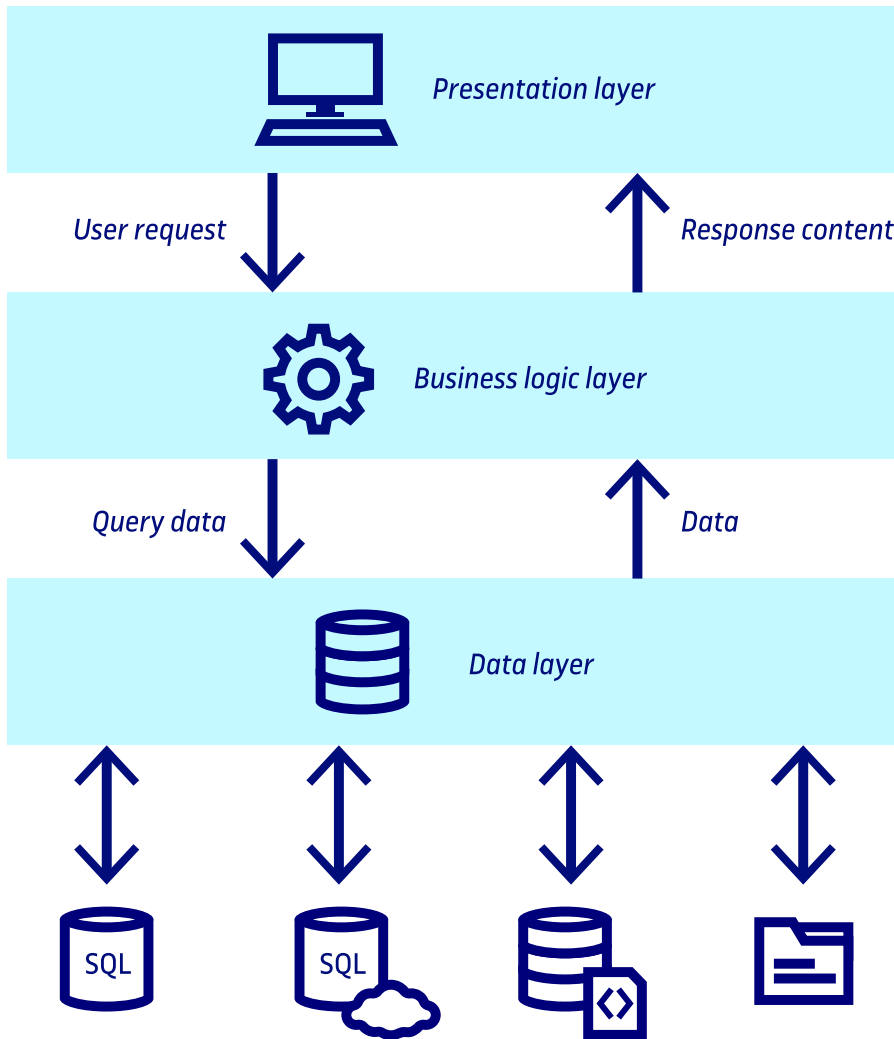 Presentation layer
User request
Response content
Business logic layer
Query data
Data
Data layer
SQL
SQL